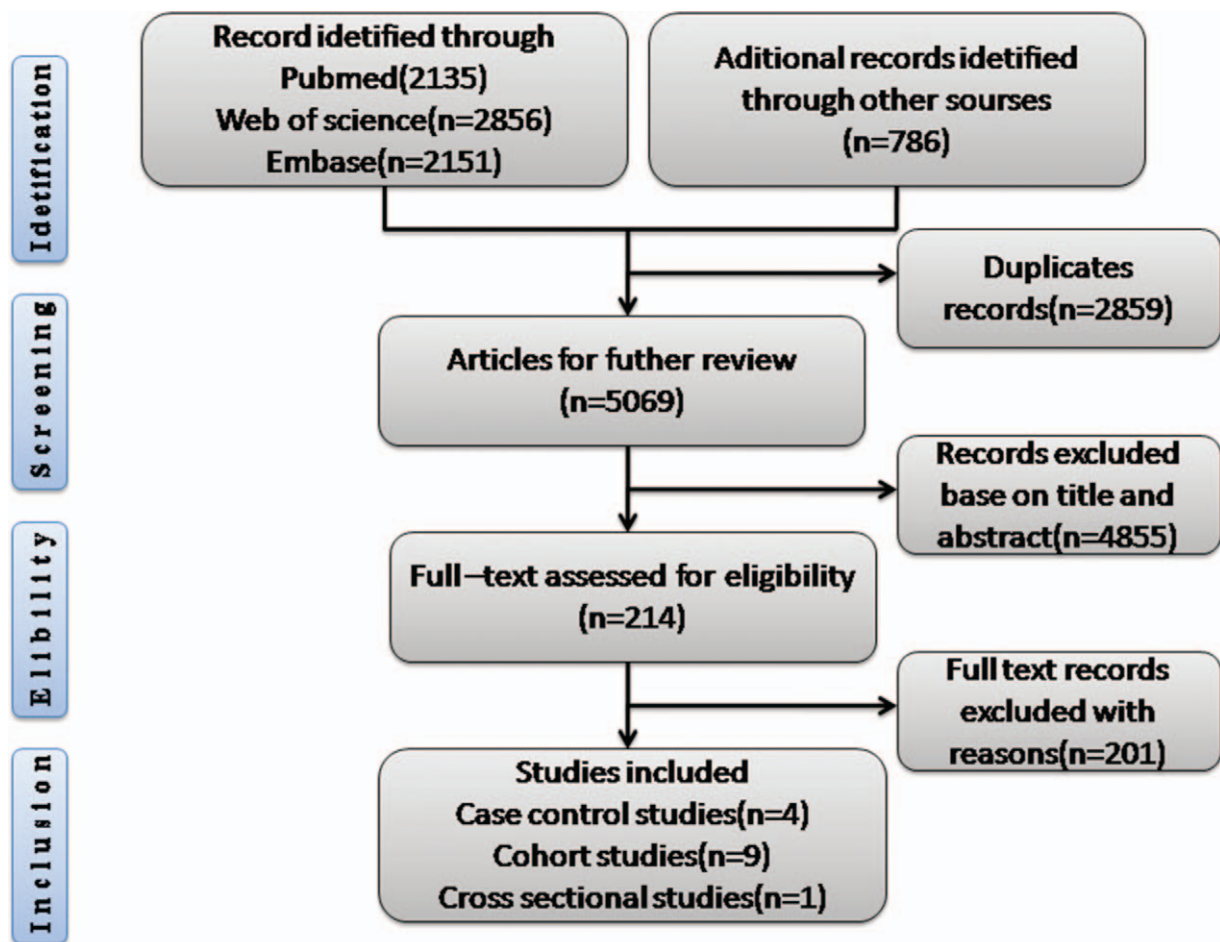 Idetification
Record idetified through
Pubmed(2135)
Web of science(n=2856)
Embase(n=2151)
Aditional records idetified
through other sourses
(n=786)
Duplicates
records(n=2859)
Screening
Articles for futher review
(n=5069)
Records excluded
base on title and
abstract(n=4855)
Elibility
Full-text assessed for eligibility
(n=214)
Full text records
excluded with
reasons(n=201)
Inclusion
Studies included
Case control studies(n=4)
Cohort studies(n=9)
Cross sectional studies(n=1)